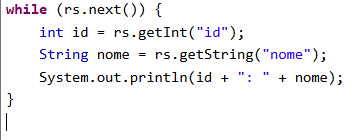 while (rs.next()) {
    int id = rs.getInt("id");
    String nome = rs.getString("nome");
    System.out.println(id + ": " + nome);
}